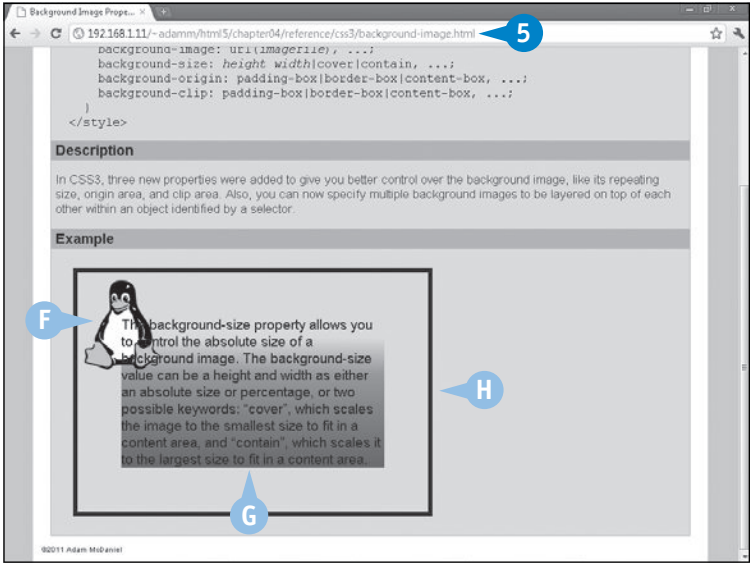 Background Image Prope... ×
192.168.1.11/~adamm/html5/chapter04/reference/css3/background-image.html
5
background-image: url(imagefile), ...;
background-size: height width|cover|contain, ...;
background-origin: padding-box|border-box|content-box, ...;
background-clip: padding-box|border-box|content-box, ...;
}
</style>
Description
In CSS3, three new properties were added to give you better control over the background image, like its repeating
size, origin area, and clip area. Also, you can now specify multiple background images to be layered on top of each
other within an object identified by a selector.
Example
F
The background-size property allows you
to control the absolute size of a
background image. The background-size
value can be a height and width as either
an absolute size or percentage, or two
possible keywords: “cover”, which scales
the image to the smallest size to fit in a
content area, and “contain”, which scales it
to the largest size to fit in a content area.
H
G
©2011 Adam McDaniel